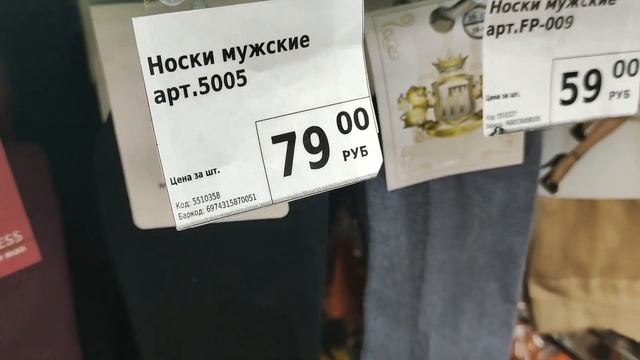 Носки мужские
арт.5005
79 00
РУБ
Цена за шт.
Код: 5510358
Баркод: 6974315870051
Носки мужские
арт.FP-009
59 00
РУБ
Цена за шт.
ESS